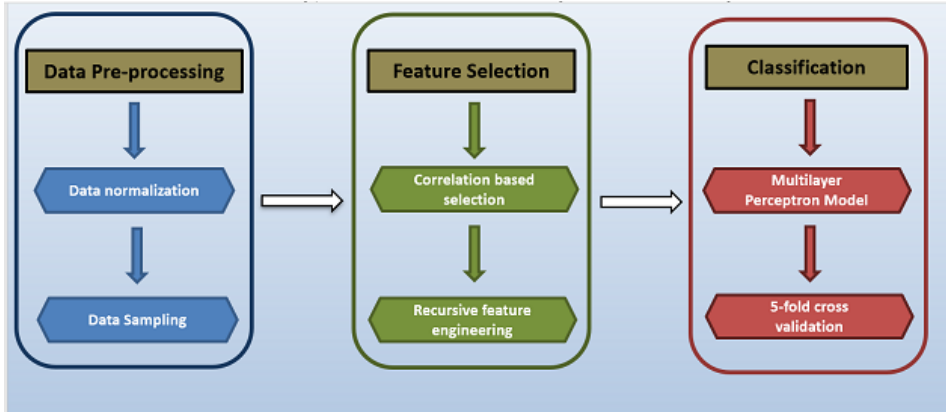 Data Pre-processing
Data normalization
Data Sampling
Feature Selection
Correlation based
selection
Recursive feature
engineering
Classification
Multilayer
Perceptron Model
5-fold cross
validation